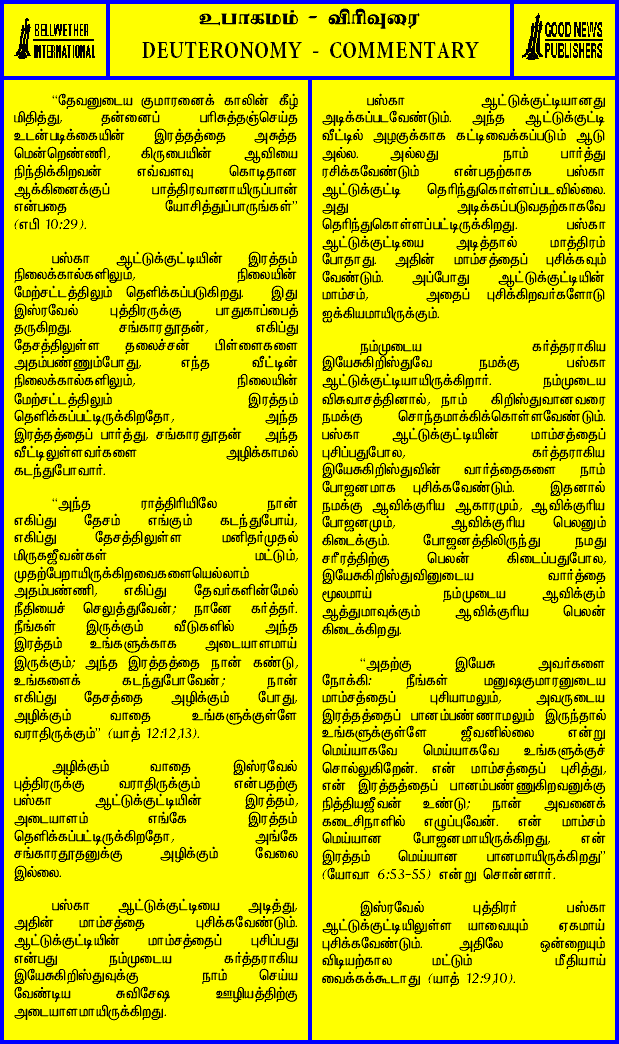 BELLWETHER
INTERNATIONAL
உபாகமம் - விரிவுரை
DEUTERONOMY - COMMENTARY
GOOD NEWS
PUBLISHERS
“தேவனுடைய குமாரனைக் காலின் கீழ்
மிதித்து, தன்னைப் பரிசுத்தஞ்செய்த
உடன்படிக்கையின் இரத்தத்தை அசுத்த
மென்றெண்ணி, கிருபையின் ஆவியை
நிந்திக்கிறவன் எவ்வளவு கொடிதான
ஆக்கினைக்குப் பாத்திரவானாயிருப்பான்
என்பதை யோசித்துப்பாருங்கள்”
(எபி 10:29).
பஸ்கா ஆட்டுக்குட்டியின் இரத்தம்
நிலைக்கால்களிலும், நிலையின்
மேற்சட்டத்திலும் தெளிக்கப்படுகிறது. இது
இஸ்ரவேல் புத்திரருக்கு பாதுகாப்பைத்
தருகிறது. சங்காரதூதன், எகிப்து
தேசத்திலுள்ள தலைச்சன் பிள்ளைகளை
அதம்பண்ணும்போது, எந்த வீட்டின்
நிலைக்கால்களிலும், நிலையின்
மேற்சட்டத்திலும் இரத்தம்
தெளிக்கப்பட்டிருக்கிறதோ, அந்த
இரத்தத்தைப் பார்த்து, சங்காரதூதன் அந்த
வீட்டிலுள்ளவர்களை அழிக்காமல்
கடந்துபோவார்.
“அந்த ராத்திரியிலே நான்
எகிப்து தேசம் எங்கும் கடந்துபோய்,
எகிப்து தேசத்திலுள்ள மனிதர்முதல்
மிருகஜீவன்கள் மட்டும்,
முதற்பேறாயிருக்கிறவைகளையெல்லாம்
அதம்பண்ணி, எகிப்து தேவர்களின்மேல்
நீதியைச் செலுத்துவேன்; நானே கர்த்தர்.
நீங்கள் இருக்கும் வீடுகளில் அந்த
இரத்தம் உங்களுக்காக அடையாளமாய்
இருக்கும்; அந்த இரத்தத்தை நான் கண்டு,
உங்களைக் கடந்துபோவேன்; நான்
எகிப்து தேசத்தை அழிக்கும் போது,
அழிக்கும் வாதை உங்களுக்குள்ளே
வராதிருக்கும்” (யாத் 12:12,13).
அழிக்கும் வாதை இஸ்ரவேல்
புத்திரருக்கு வராதிருக்கும் என்பதற்கு
பஸ்கா ஆட்டுக்குட்டியின் இரத்தம்,
அடையாளம் எங்கே இரத்தம்
தெளிக்கப்பட்டிருக்கிறதோ, அங்கே
சங்காரதூதனுக்கு அழிக்கும் வேலை
இல்லை.
பஸ்கா ஆட்டுக்குட்டியை அடித்து,
அதின் மாம்சத்தை புசிக்கவேண்டும்.
ஆட்டுக்குட்டியின் மாம்சத்தைப் புசிப்பது
என்பது நம்முடைய கர்த்தராகிய
இயேசுகிறிஸ்துவுக்கு நாம் செய்ய
வேண்டிய சுவிசேஷ ஊழியத்திற்கு
அடையாளமாயிருக்கிறது.
பஸ்கா ஆட்டுக்குட்டியானது
அடிக்கப்படவேண்டும். அந்த ஆட்டுக்குட்டி
வீட்டில் அழகுக்காக கட்டிவைக்கப்படும் ஆடு
அல்ல. அல்லது நாம் பார்த்து
ரசிக்கவேண்டும் என்பதற்காக பஸ்கா
ஆட்டுக்குட்டி தெரிந்துகொள்ளப்படவில்லை.
அது அடிக்கப்படுவதற்காகவே
தெரிந்துகொள்ளப்பட்டிருக்கிறது. பஸ்கா
ஆட்டுக்குட்டியை அடித்தால் மாத்திரம்
போதாது. அதின் மாம்சத்தைப் புசிக்கவும்
வேண்டும். அப்போது ஆட்டுக்குட்டியின்
மாம்சம், அதைப் புசிக்கிறவர்களோடு
ஐக்கியமாயிருக்கும்.
நம்முடைய கர்த்தராகிய
இயேசுகிறிஸ்துவே நமக்கு பஸ்கா
ஆட்டுக்குட்டியாயிருக்கிறார். நம்முடைய
விசுவாசத்தினால், நாம் கிறிஸ்துவானவரை
நமக்கு சொந்தமாக்கிக்கொள்ளவேண்டும்.
பஸ்கா ஆட்டுக்குட்டியின் மாம்சத்தைப்
புசிப்பதுபோல, கர்த்தராகிய
இயேசுகிறிஸ்துவின் வார்த்தைகளை நாம்
போஜனமாக புசிக்கவேண்டும். இதனால்
நமக்கு ஆவிக்குரிய ஆகாரமும், ஆவிக்குரிய
போஜனமும், ஆவிக்குரிய பெலனும்
கிடைக்கும். போஜனத்திலிருந்து நமது
சரீரத்திற்கு பெலன் கிடைப்பதுபோல,
இயேசுகிறிஸ்துவினுடைய வார்த்தை
மூலமாய் நம்முடைய ஆவிக்கும்
ஆத்துமாவுக்கும் ஆவிக்குரிய பெலன்
கிடைக்கிறது.
“அதற்கு இயேசு அவர்களை
நோக்கி: நீங்கள் மனுஷகுமாரனுடைய
மாம்சத்தைப் புசியாமலும், அவருடைய
இரத்தத்தைப் பானம்பண்ணாமலும் இருந்தால்
உங்களுக்குள்ளே ஜீவனில்லை என்று
மெய்யாகவே மெய்யாகவே உங்களுக்குச்
சொல்லுகிறேன். என் மாம்சத்தைப் புசித்து,
என் இரத்தத்தைப் பானம்பண்ணுகிறவனுக்கு
நித்தியஜீவன் உண்டு; நான் அவனைக்
கடைசிநாளில் எழுப்புவேன். என் மாம்சம்
மெய்யான போஜனமாயிருக்கிறது, என்
இரத்தம் மெய்யான பானமாயிருக்கிறது”
(யோவா 6:53-55) என்று சொன்னார்.
இஸ்ரவேல் புத்திரர் பஸ்கா
ஆட்டுக்குட்டியிலுள்ள யாவையும் ஏகமாய்
புசிக்கவேண்டும். அதிலே ஒன்றையும்
விடியற்கால மட்டும் மீதியாய்
வைக்கக்கூடாது (யாத் 12:9,10).